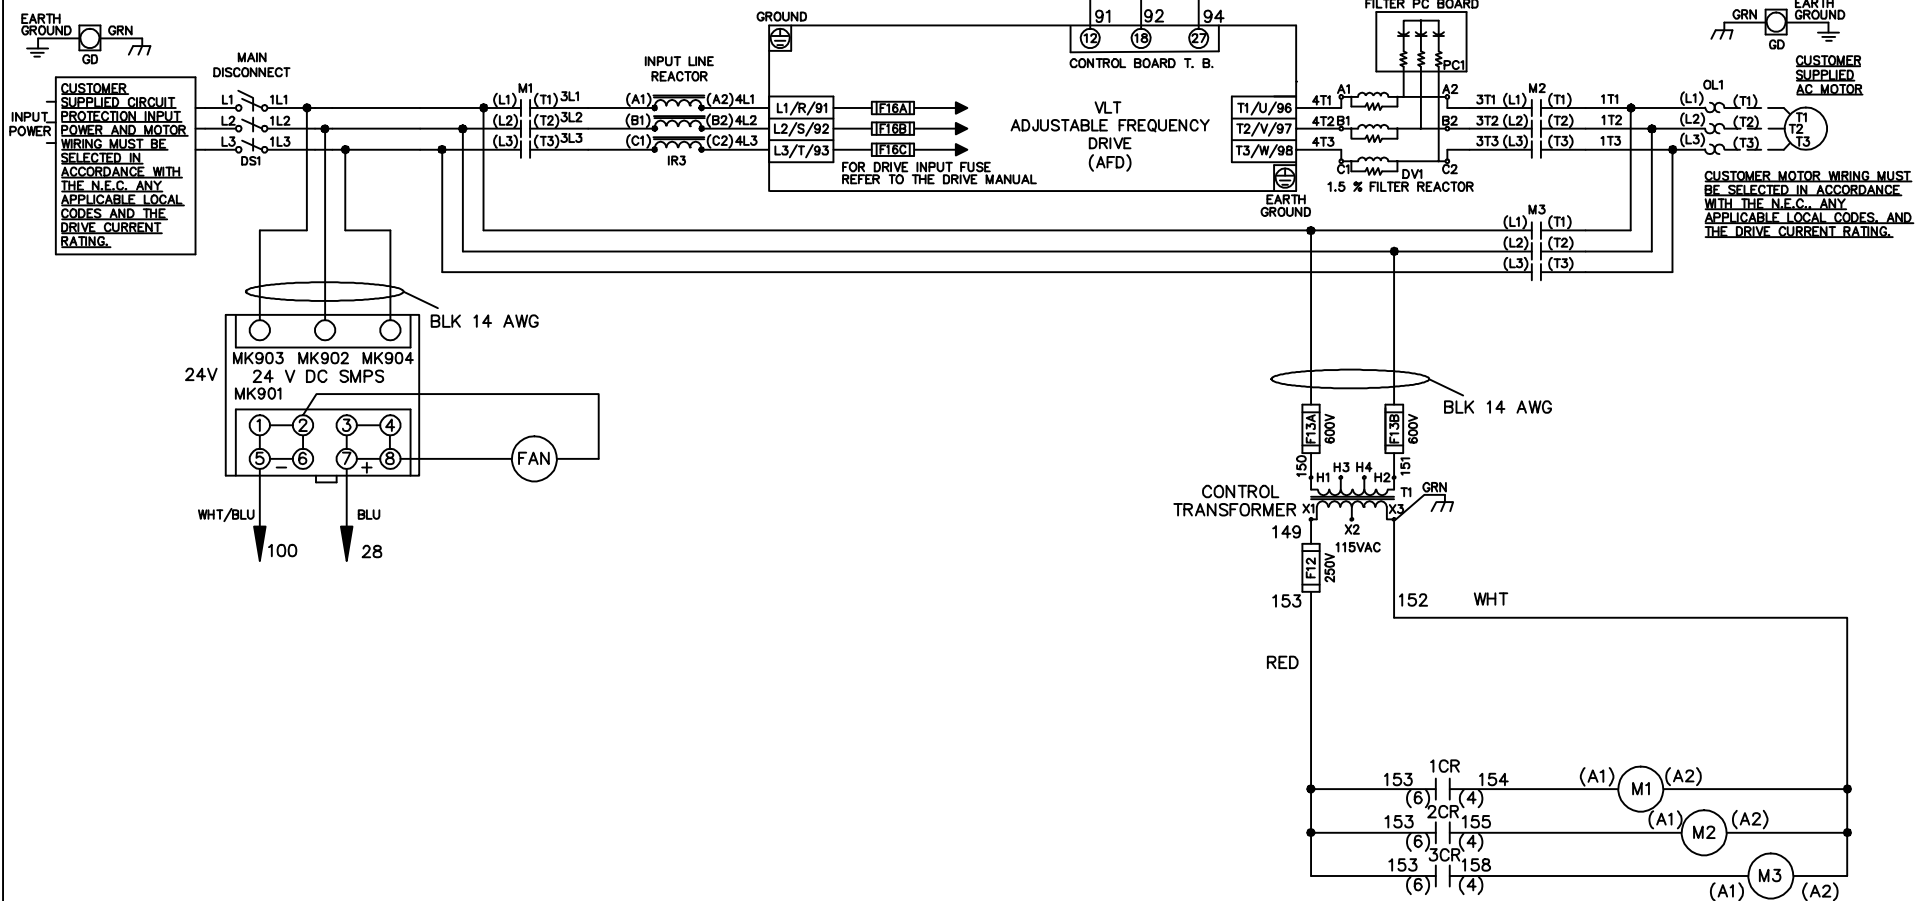 EARTH
GROUND
GRN
GD
GROUND
91
92
94
12
18
27
CONTROL BOARD T. B.
FILTER PC BOARD
PC1
GRN
EARTH
GROUND
GD
CUSTOMER
SUPPLIED
AC MOTOR
INPUT
POWER
CUSTOMER
SUPPLIED CIRCUIT
PROTECTION INPUT
POWER AND MOTOR
WIRING MUST BE
SELECTED IN
ACCORDANCE WITH
THE N.E.C. ANY
APPLICABLE LOCAL
CODES AND THE
DRIVE CURRENT
RATING.
MAIN
DISCONNECT
L1 1L1
L2 1L2
L3 1L3
DS1
M1
(L1) (T1) 3L1
(L2) (T2) 3L2
(L3) (T3) 3L3
INPUT LINE
REACTOR
(A1) (A2) 4L1
(B1) (B2) 4L2
(C1) (C2) 4L3
IR3
L1/R/91
L2/S/92
L3/T/93
F16A
F16B
F16C
FOR DRIVE INPUT FUSE
REFER TO THE DRIVE MANUAL
VLT
ADJUSTABLE FREQUENCY
DRIVE
(AFD)
T1/U/96
T2/V/97
T3/W/98
EARTH
GROUND
4T1 A1 A2
4T2 B1 B2
4T3 C1 C2
DV1
1.5 % FILTER REACTOR
M2
3T1 (L1) (T1) 1T1
3T2 (L2) (T2) 1T2
3T3 (L3) (T3) 1T3
OL1
(L1) (T1)
(L2) (T2)
(L3) (T3)
T1
T2
T3
CUSTOMER MOTOR WIRING MUST
BE SELECTED IN ACCORDANCE
WITH THE N.E.C., ANY
APPLICABLE LOCAL CODES, AND
THE DRIVE CURRENT RATING.
M3
(L1) (T1)
(L2) (T2)
(L3) (T3)
BLK 14 AWG
MK903 MK902 MK904
24V
24 V DC SMPS
MK901
1 2 3 4
5 - 6 7 + 8
FAN
WHT/BLU
BLU
100
28
BLK 14 AWG
F13A
600V
F13B
600V
150
151
H1 H3 H4 H2
T1
GRN
CONTROL
TRANSFORMER
X1
X2
X3
149
115VAC
F12
250V
153
152
WHT
RED
1CR
153 154
(6) (4)
(A1) M1 (A2)
2CR
153 155
(6) (4)
(A1) M2 (A2)
3CR
153 158
(6) (4)
(A1) M3 (A2)